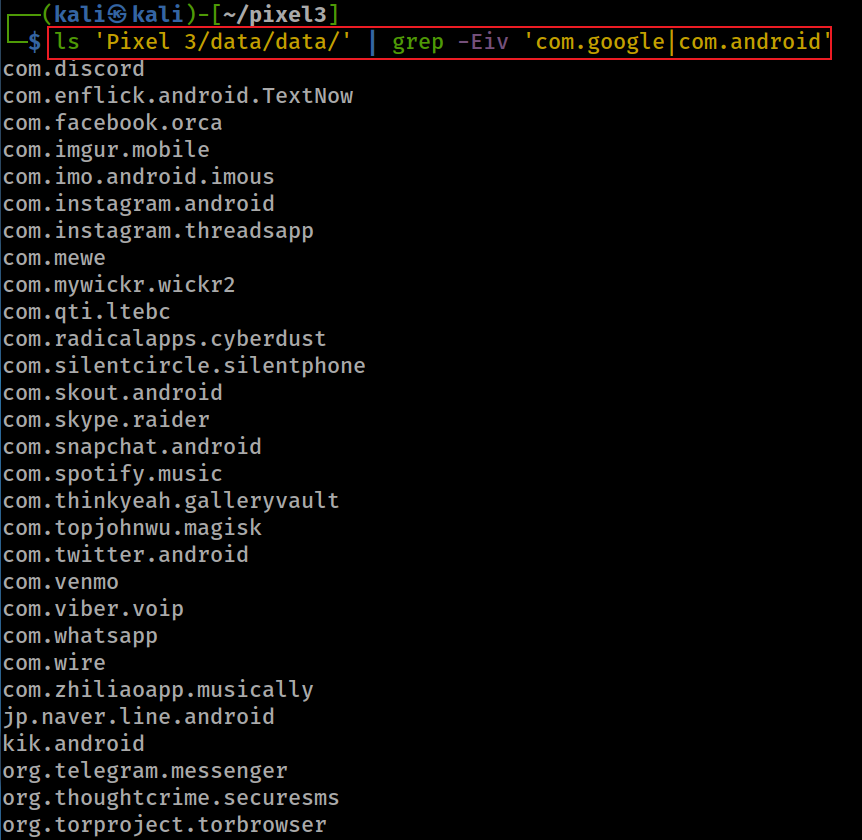 ┌──(kali㉿kali)-[~/pixel3]
└─$ ls 'Pixel 3/data/data/' | grep -Eiv 'com.google|com.android'
com.discord
com.enflick.android.TextNow
com.facebook.orca
com.imgur.mobile
com.imo.android.imous
com.instagram.android
com.instagram.threadsapp
com.mewe
com.mywickr.wickr2
com.qti.ltebc
com.radicalapps.cyberdust
com.silentcircle.silentphone
com.skout.android
com.skype.raider
com.snapchat.android
com.spotify.music
com.thinkyeah.galleryvault
com.topjohnwu.magisk
com.twitter.android
com.venmo
com.viber.voip
com.whatsapp
com.wire
com.zhiliaoapp.musically
jp.naver.line.android
kik.android
org.telegram.messenger
org.thoughtcrime.securesms
org.torproject.torbrowser